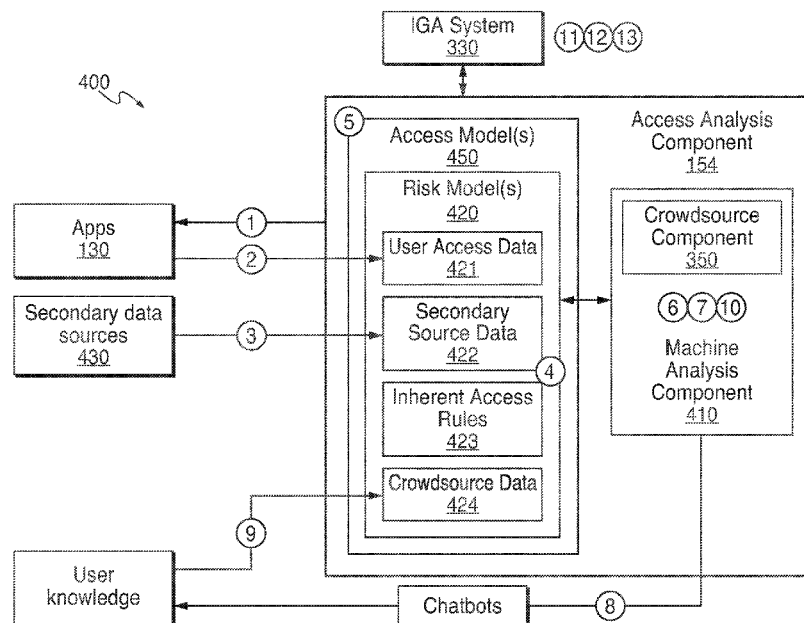 IGA System
330
11 12 13
400
5
Access Model(s)
450
Access Analysis
Component
154
Risk Model(s)
420
Apps
130
1
2
User Access Data
421
Crowdsource
Component
350
Secondary data
sources
430
3
Secondary
Source Data
422
4
6 7 10
Machine
Analysis
Component
410
Inherent Access
Rules
423
Crowdsource Data
424
9
User
knowledge
Chatbots
8